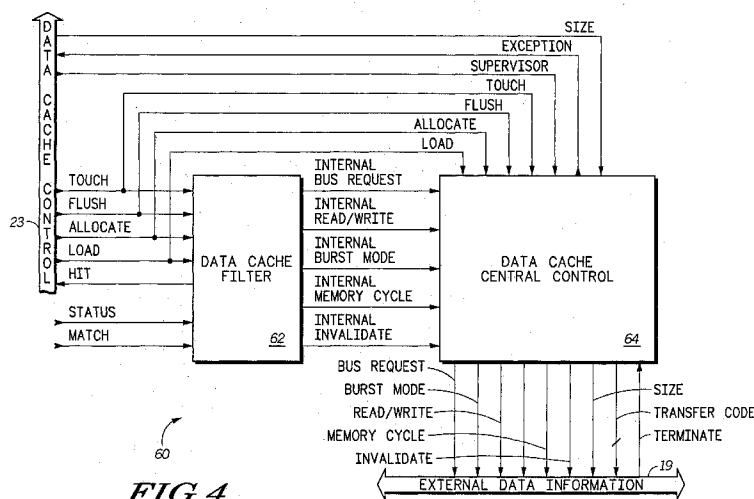 SIZE
EXCEPTION
SUPERVISOR
TOUCH
FLUSH
ALLOCATE
LOAD
DATA CACHE CONTROL
23
TOUCH
FLUSH
ALLOCATE
LOAD
HIT
STATUS
MATCH
DATA CACHE
FILTER
62
INTERNAL
BUS REQUEST
INTERNAL
READ/WRITE
INTERNAL
BURST MODE
INTERNAL
MEMORY CYCLE
INTERNAL
INVALIDATE
DATA CACHE
CENTRAL CONTROL
64
BUS REQUEST
BURST MODE
READ/WRITE
MEMORY CYCLE
INVALIDATE
SIZE
TRANSFER CODE
TERMINATE
19
EXTERNAL DATA INFORMATION
60
FIG.4